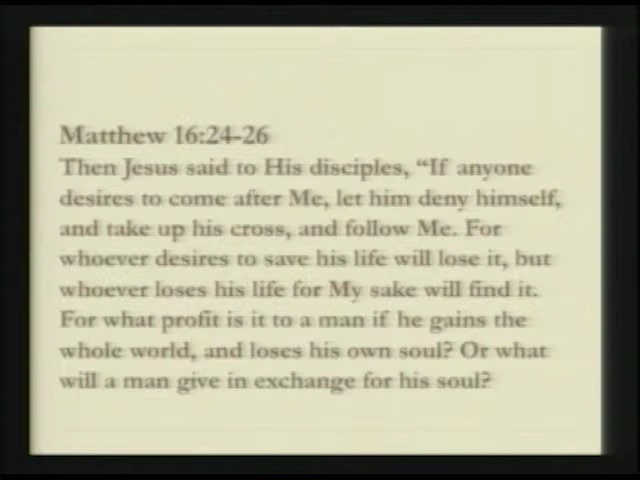 Matthew 16:24-26
Then Jesus said to His disciples, “If anyone
desires to come after Me, let him deny himself,
and take up his cross, and follow Me. For
whoever desires to save his life will lose it, but
whoever loses his life for My sake will find it.
For what profit is it to a man if he gains the
whole world, and loses his own soul? Or what
will a man give in exchange for his soul?